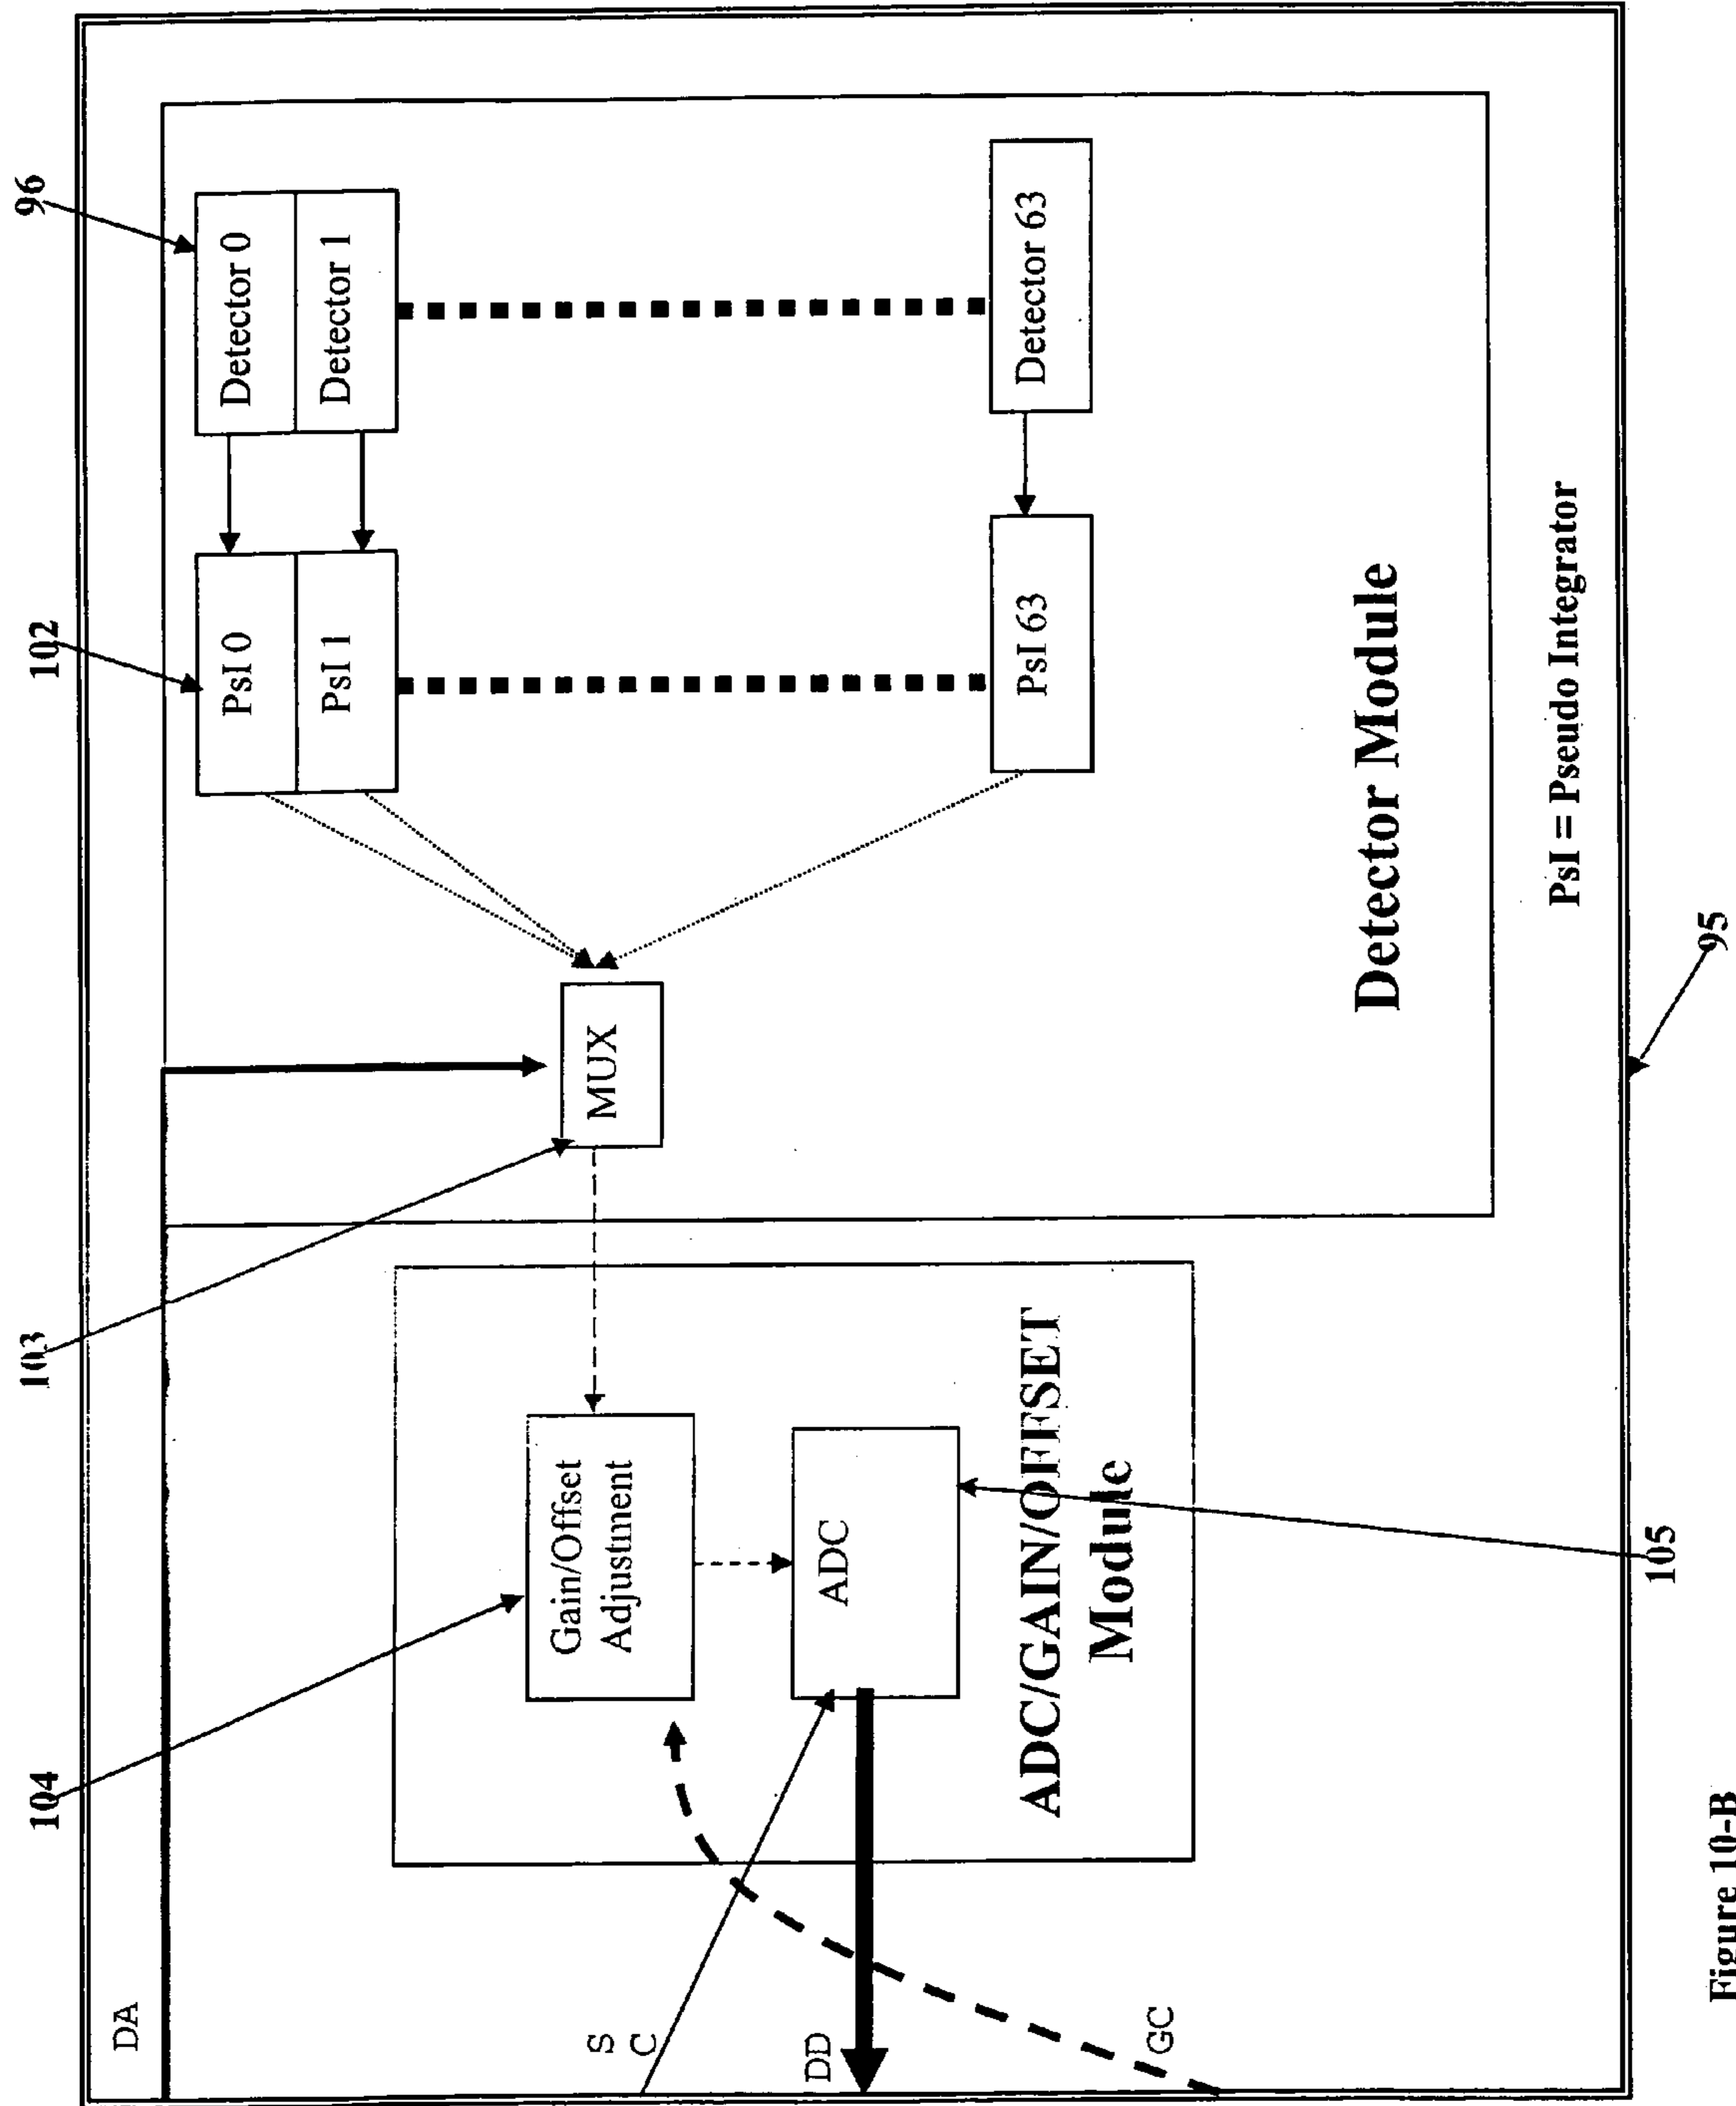 96
102
103
104
Detector 0
Detector 1
Detector 63
PsI 0
PsI 1
PsI 63
MUX
Detector Module
PsI = Pseudo Integrator
Gain/Offset
Adjustment
ADC
ADC/GAIN/OFFSET
Module
DA
S
C
DD
GC
95
105
Figure 10-B